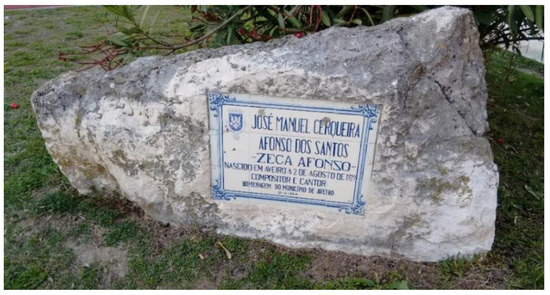 JOSÉ MANUEL CERQUEIRA
AFONSO DOS SANTOS
-ZECA AFONSO-
NASCIDO EM AVEIRO A 2 DE AGOSTO DE 1929
COMPOSITOR E CANTOR
HOMENAGEM DO MUNICÍPIO DE AVEIRO